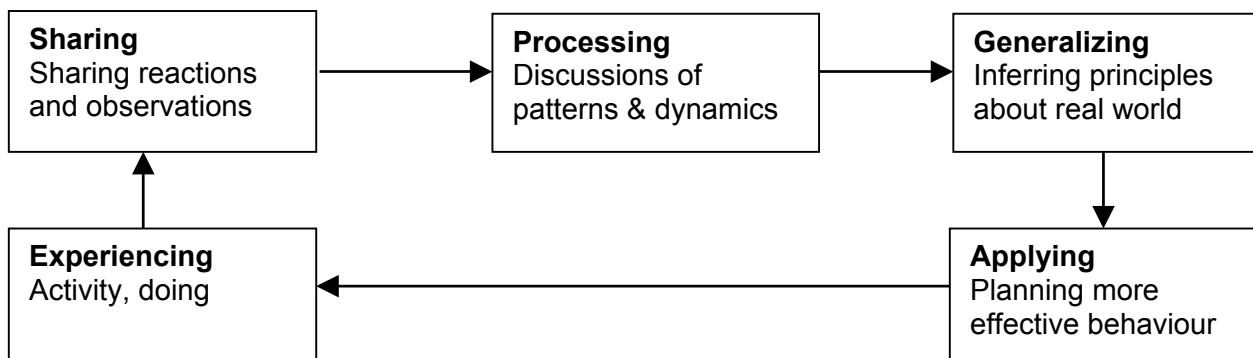 Sharing
Sharing reactions
and observations
Processing
Discussions of
patterns & dynamics
Generalizing
Inferring principles
about real world
Experiencing
Activity, doing
Applying
Planning more
effective behaviour